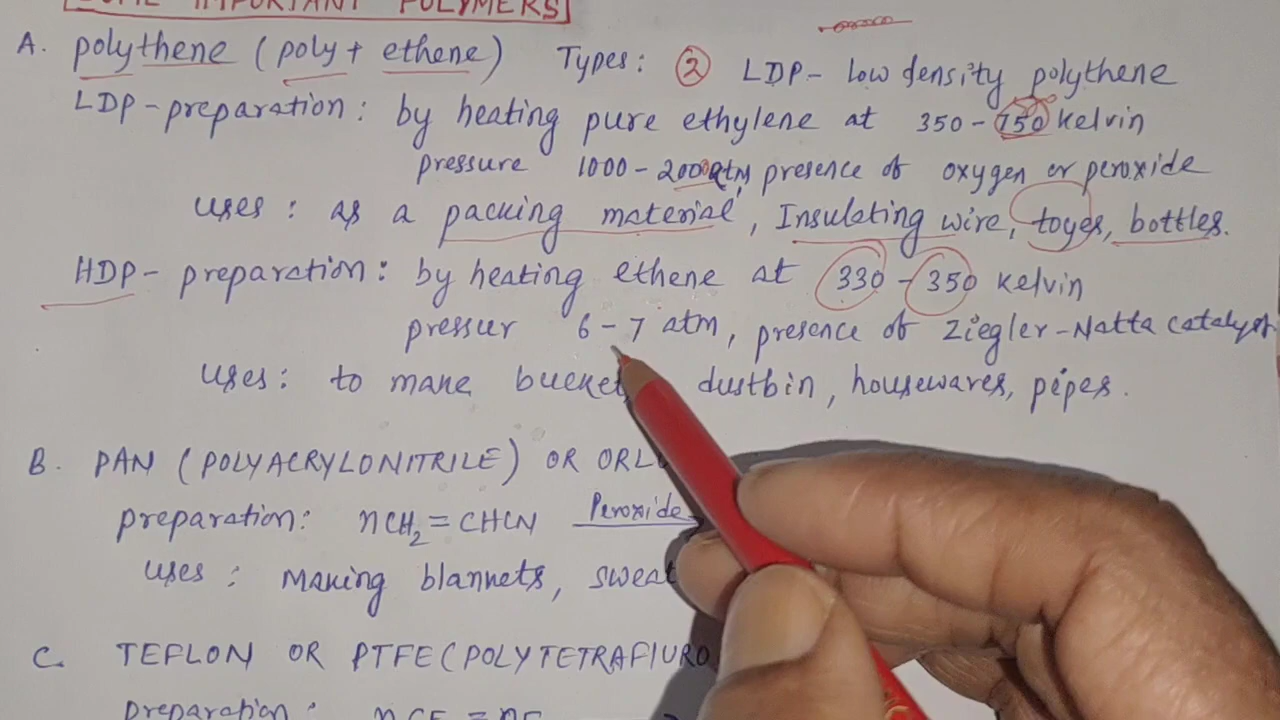 SOME IMPORTANT POLYMERS
A. polythene (poly + ethene) Types: 2 LDP - low density polythene
LDP - preparation: by heating pure ethylene at 350 - 750 kelvin
pressure 1000 - 2000 atm, presence of oxygen or peroxide
uses: as a packing material, Insulating wire, toyes, bottles.
HDP - preparation: by heating ethene at 330 - 350 kelvin
pressur 6 - 7 atm, presence of Ziegler-Natta catalyst
uses: to make bucket dustbin, housewares, pipes.
B. PAN (POLYACRYLONITRILE) OR
preparation: nCH2 = CHCN Peroxide
uses: Making blankets,
C. TEFLON OR PTFE (
preparation: